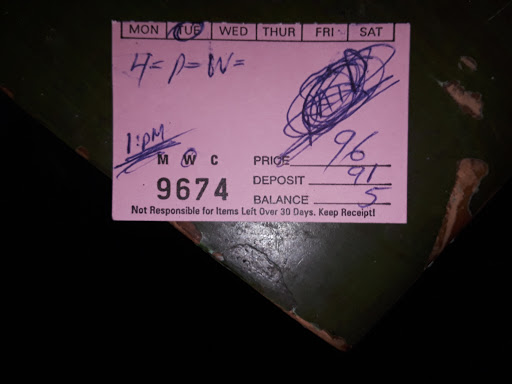 MON TUE WED THUR FRI SAT
4= P= W=
1:PM
M W C
PRICE 96
9674
DEPOSIT 91
BALANCE 5
Not Responsible for Items Left Over 30 Days. Keep Receipt!